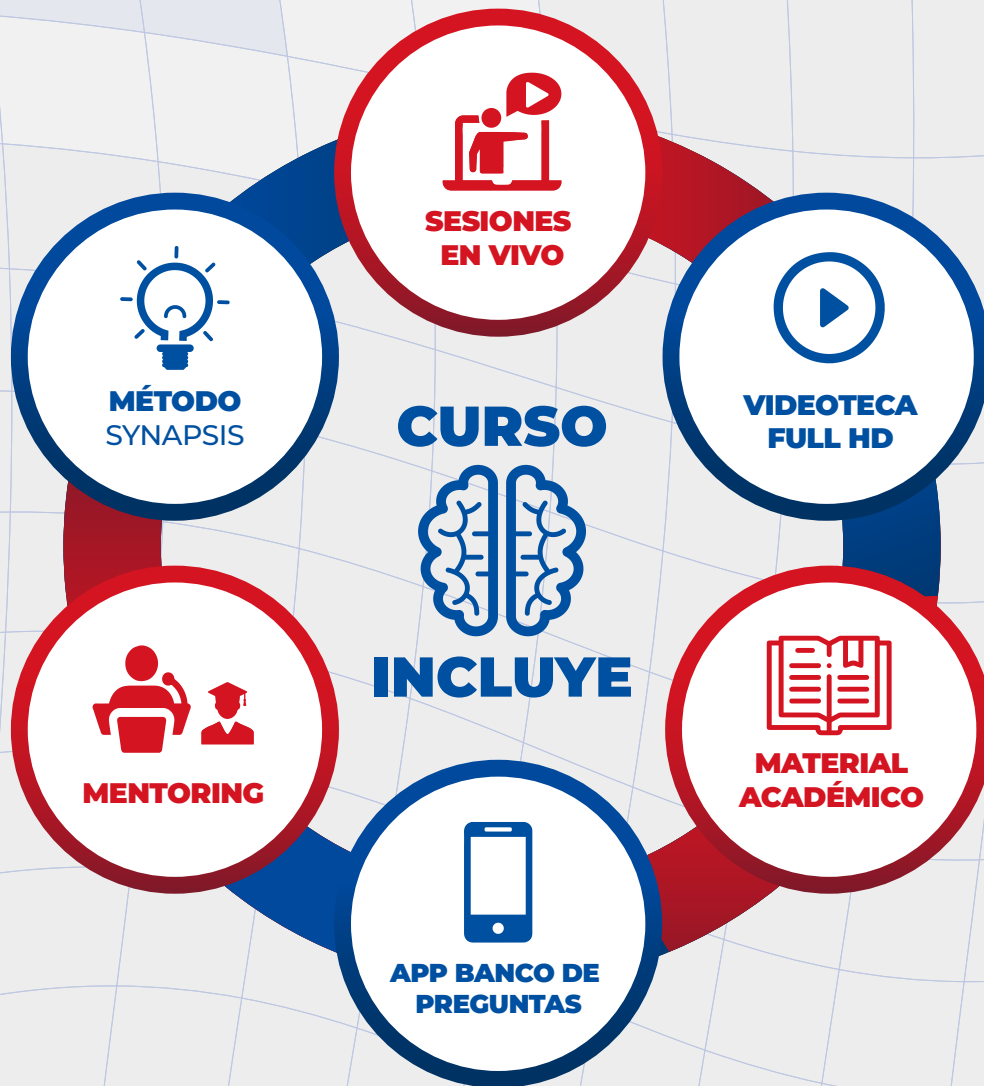 SESIONES
EN VIVO
MÉTODO
SYNAPSIS
VIDEOTECA
FULL HD
CURSO
INCLUYE
MENTORING
MATERIAL
ACADÉMICO
APP BANCO DE
PREGUNTAS